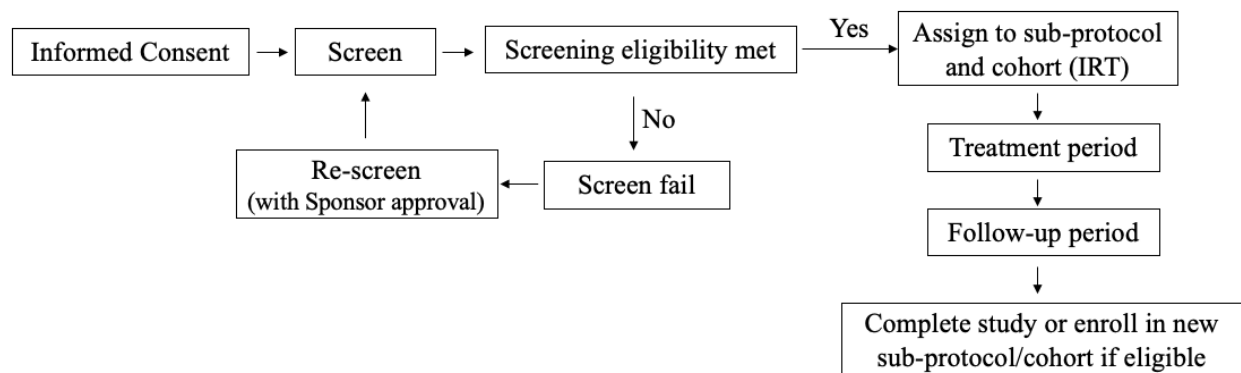 Informed Consent
Screen
Screening eligibility met
Yes
Assign to sub-protocol
and cohort (IRT)
No
Re-screen
(with Sponsor approval)
Screen fail
Treatment period
Follow-up period
Complete study or enroll in new
sub-protocol/cohort if eligible